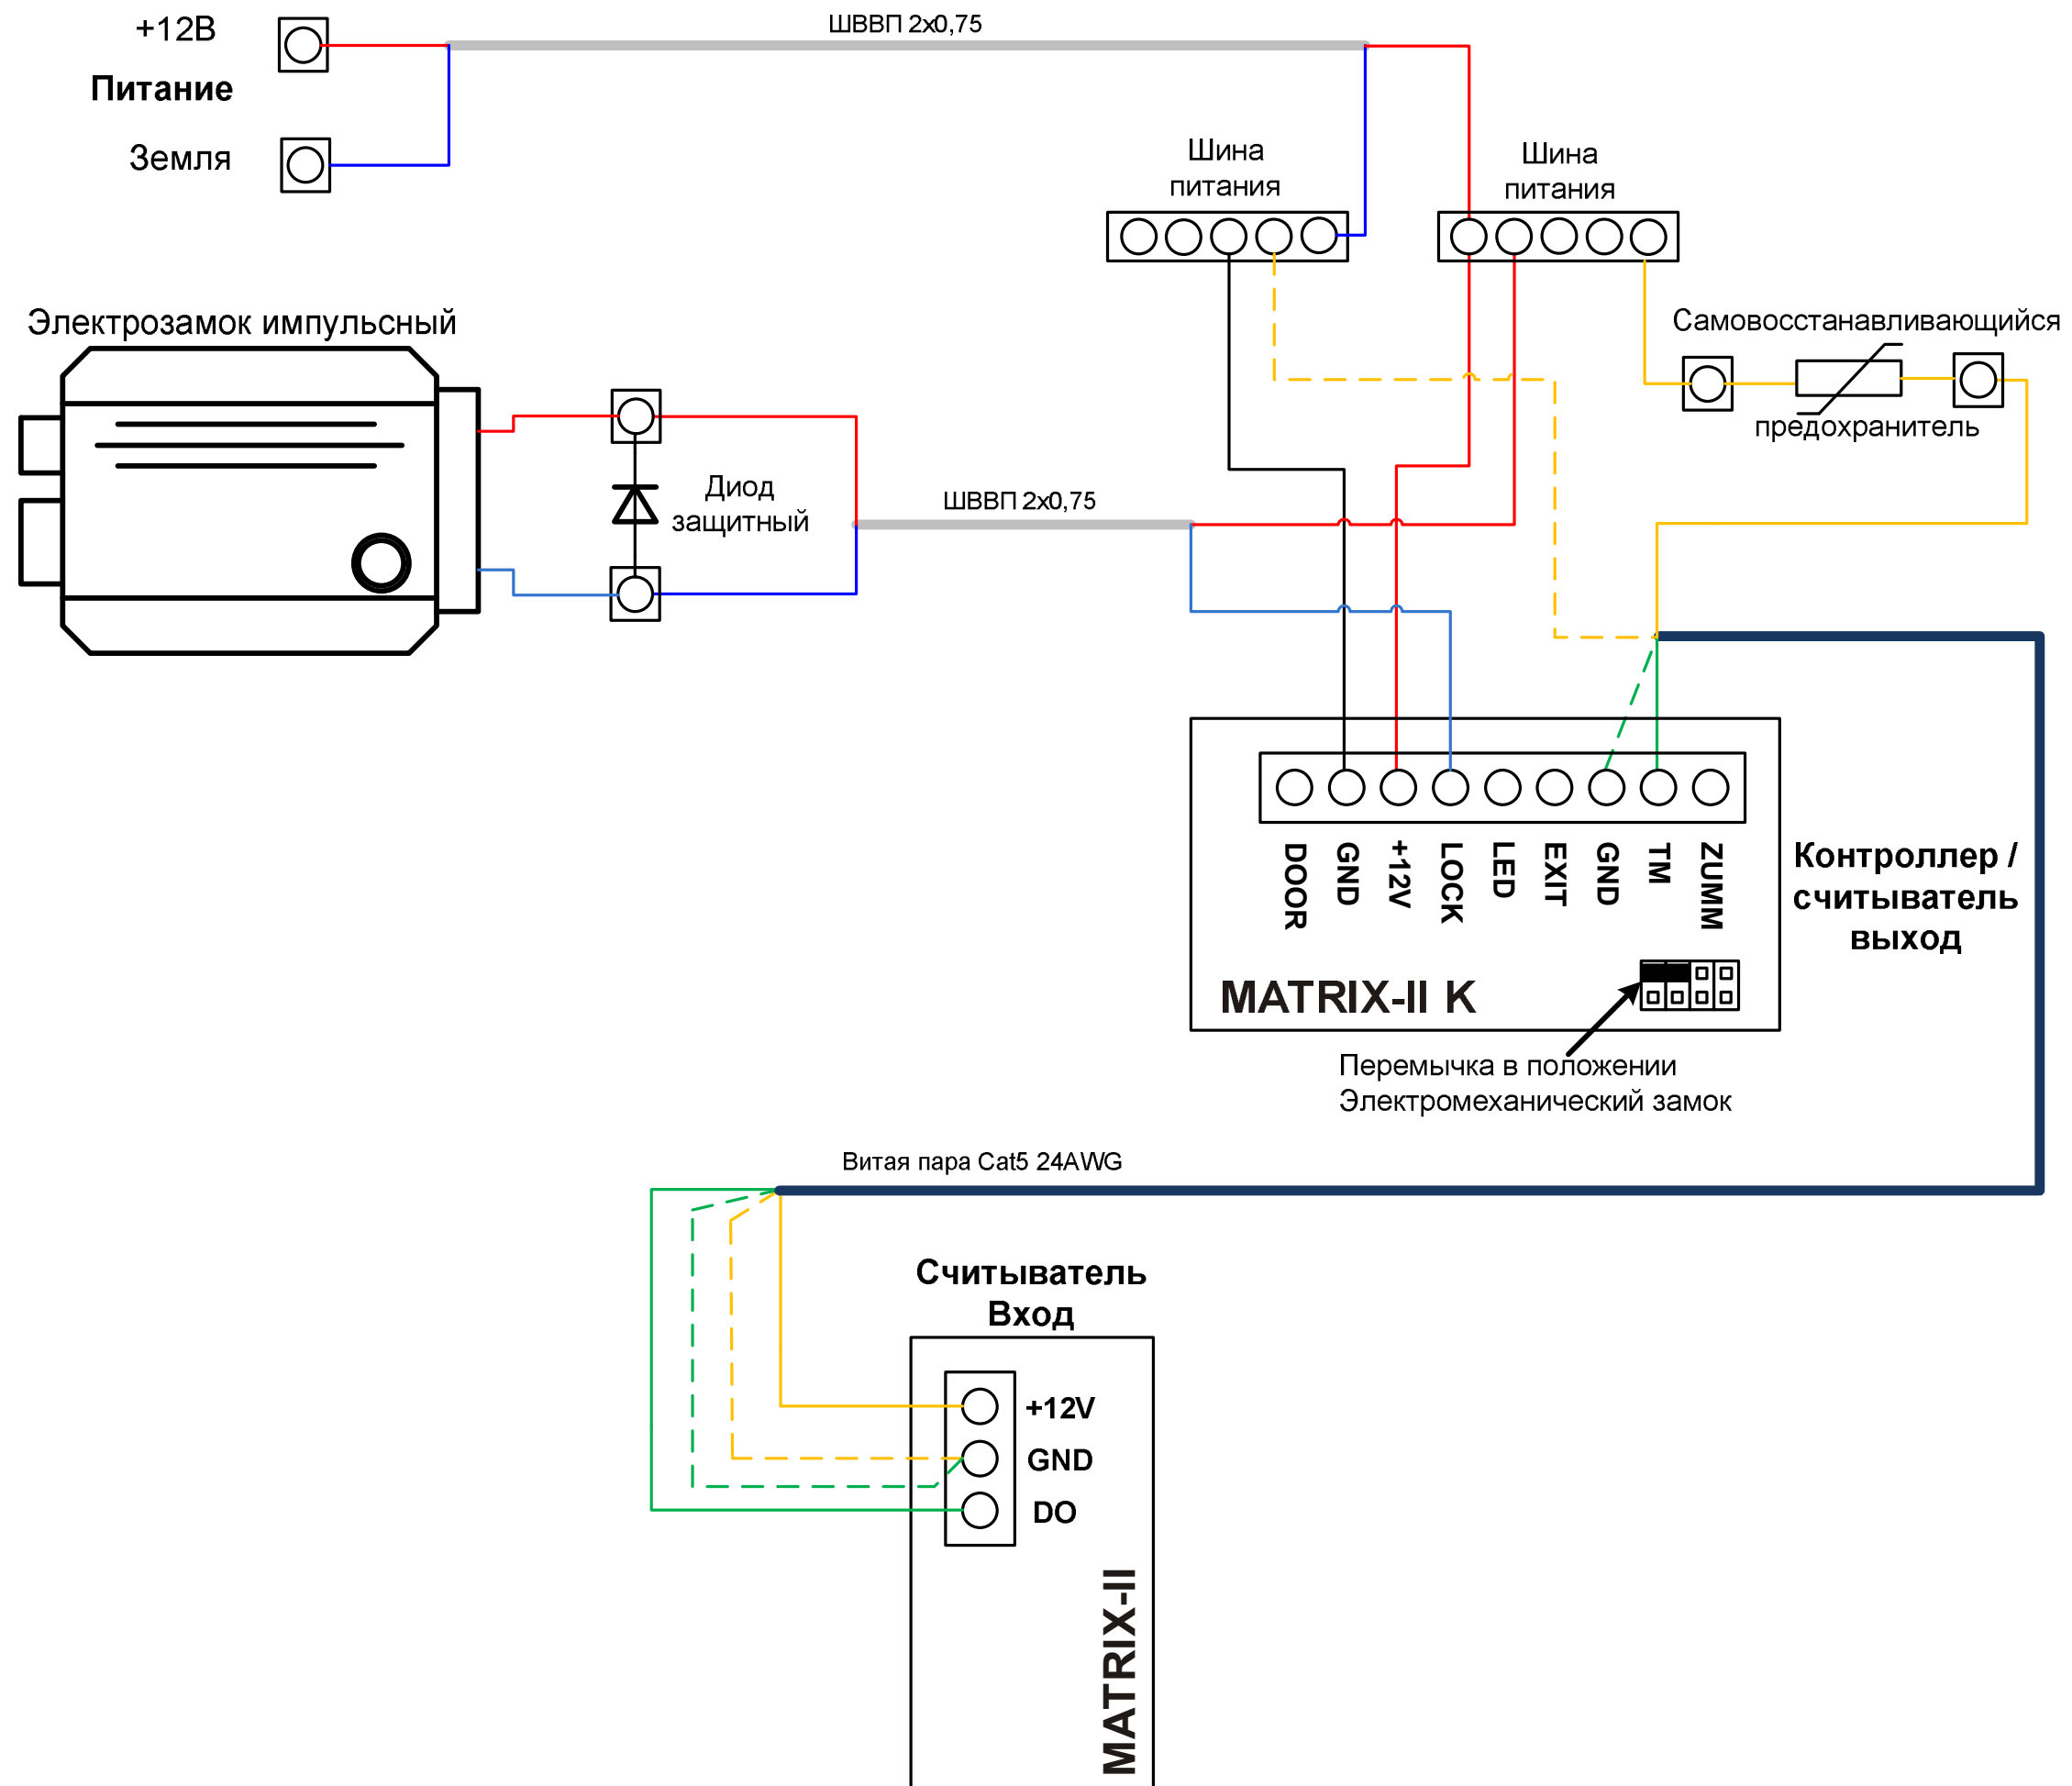 +12В
Питание
Земля
ШВВП 2х0,75
Шина
питания
Шина
питания
Электрозамок импульсный
Самовосстанавливающийся
предохранитель
Диод
защитный
ШВВП 2х0,75
DOOR
GND
+12V
LOCK
LED
EXIT
GND
TM
ZUMM
Контроллер /
считыватель
выход
MATRIX-II K
Перемычка в положении
Электромеханический замок
Витая пара Cat5 24AWG
Считыватель
Вход
+12V
GND
DO
MATRIX-II